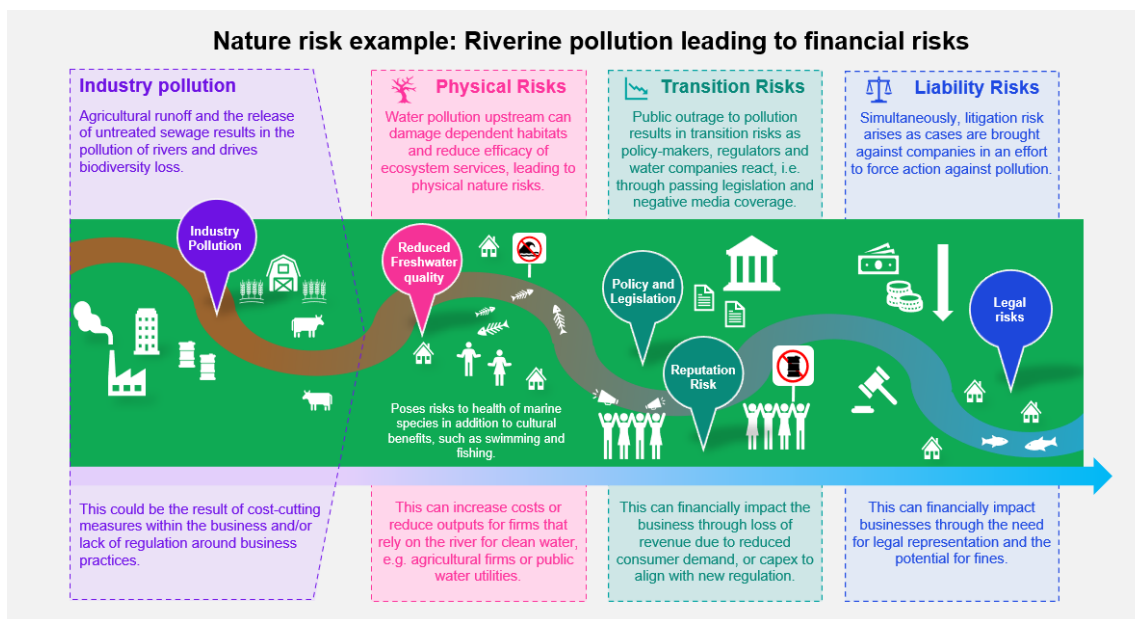 Nature risk example: Riverine pollution leading to financial risks
Industry pollution
Agricultural runoff and the release
of untreated sewage results in the
pollution of rivers and drives
biodiversity loss.
Physical Risks
Water pollution upstream can
damage dependent habitats
and reduce efficacy of
ecosystem services, leading to
physical nature risks.
Transition Risks
Public outrage to pollution
results in transition risks as
policy-makers, regulators and
water companies react, i.e.
through passing legislation and
negative media coverage.
Liability Risks
Simultaneously, litigation risk
arises as cases are brought
against companies in an effort
to force action against pollution.
Industry
Pollution
Reduced
Freshwater
quality
Policy and
Legislation
Reputation
Risk
Legal
risks
Poses risks to health of marine
species in addition to cultural
benefits, such as swimming and
fishing.
This could be the result of cost-cutting
measures within the business and/or
lack of regulation around business
practices.
This can increase costs or
reduce outputs for firms that
rely on the river for clean water,
e.g. agricultural firms or public
water utilities.
This can financially impact the
business through loss of
revenue due to reduced
consumer demand, or capex to
align with new regulation.
This can financially impact
businesses through the need
for legal representation and the
potential for fines.